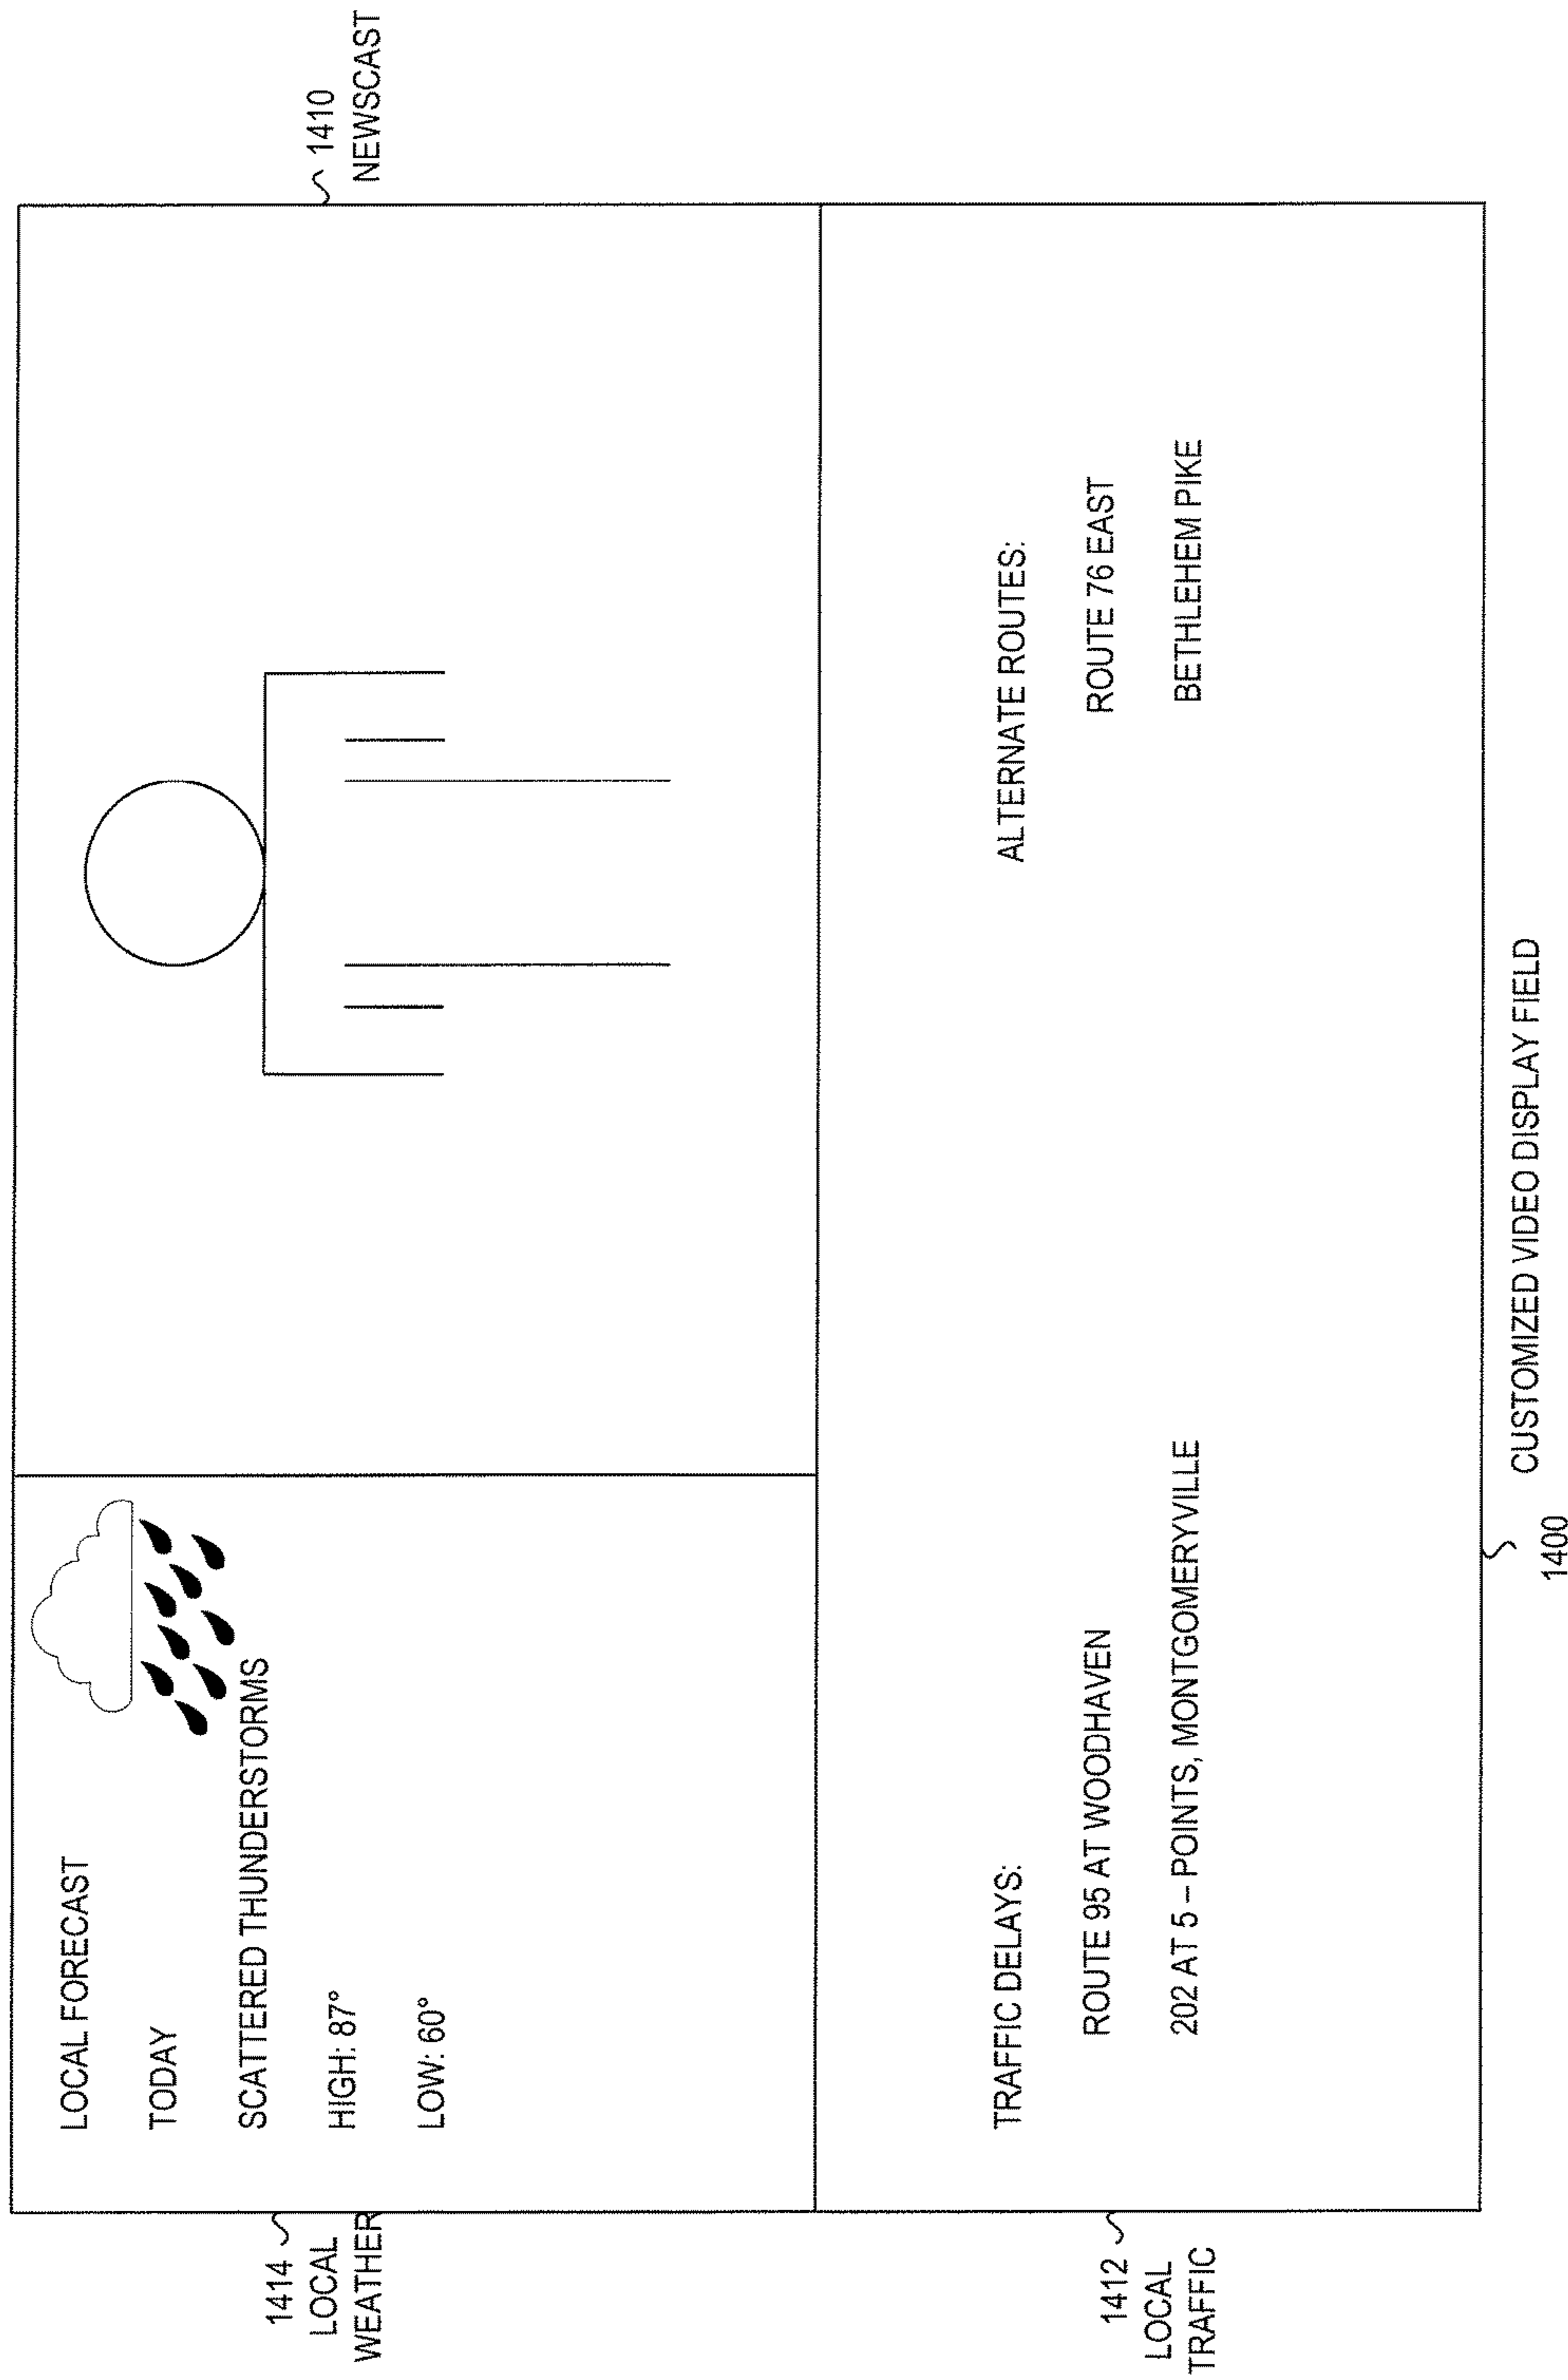 LOCAL FORECAST
TODAY
SCATTERED THUNDERSTORMS
HIGH: 87°
LOW: 60°
1414
LOCAL
WEATHER
1410
NEWSCAST
TRAFFIC DELAYS:
ROUTE 95 AT WOODHAVEN
202 AT 5 – POINTS, MONTGOMERYVILLE
ALTERNATE ROUTES:
ROUTE 76 EAST
BETHLEHEM PIKE
1412
LOCAL
TRAFFIC
CUSTOMIZED VIDEO DISPLAY FIELD
1400